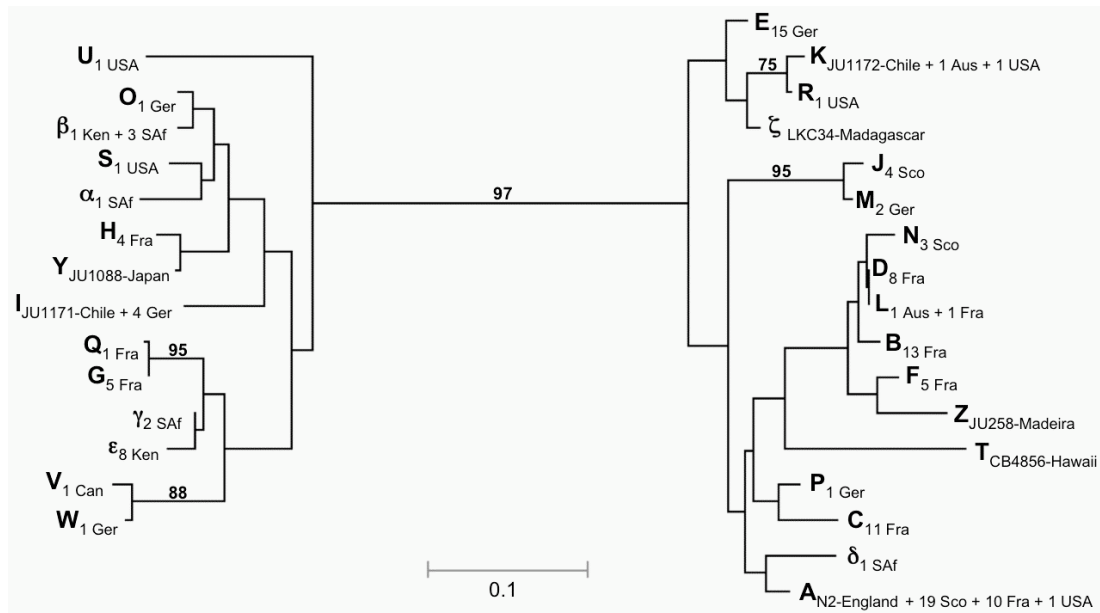 U1 USA
O1 Ger
β1 Ken + 3 SAf
S1 USA
α1 SAf
H4 Fra
YJU1088-Japan
IJU1171-Chile + 4 Ger
Q1 Fra
95
G5 Fra
γ2 SAf
ε8 Ken
V1 Can
88
W1 Ger
97
0.1
E15 Ger
75
KJU1172-Chile + 1 Aus + 1 USA
R1 USA
ζ LKC34-Madagascar
95
J4 Sco
M2 Ger
N3 Sco
D8 Fra
L1 Aus + 1 Fra
B13 Fra
F5 Fra
ZJU258-Madeira
TCB4856-Hawaii
P1 Ger
C11 Fra
δ1 SAf
AN2-England + 19 Sco + 10 Fra + 1 USA